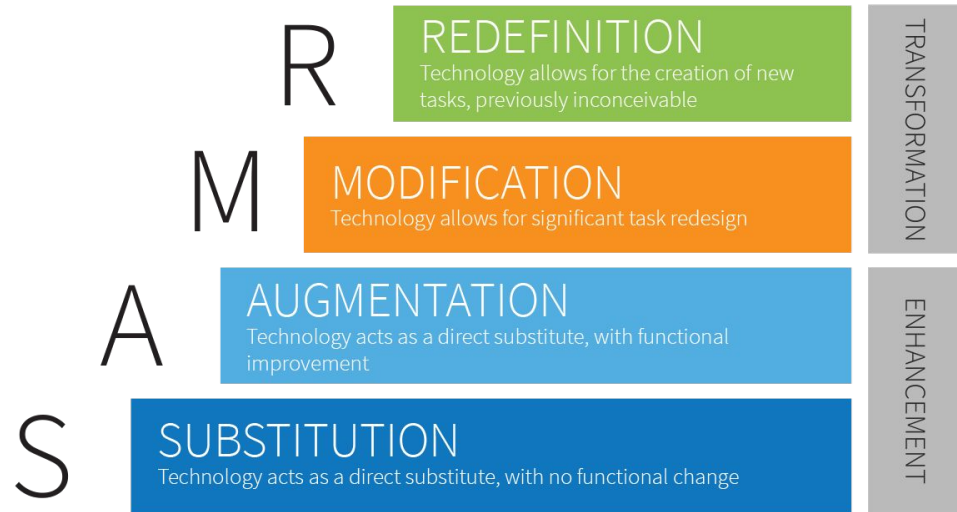 R
REDEFINITION
Technology allows for the creation of new
tasks, previously inconceivable
M
MODIFICATION
Technology allows for significant task redesign
TRANSFORMATION
A
AUGMENTATION
Technology acts as a direct substitute, with functional
improvement
S
SUBSTITUTION
Technology acts as a direct substitute, with no functional change
ENHANCEMENT